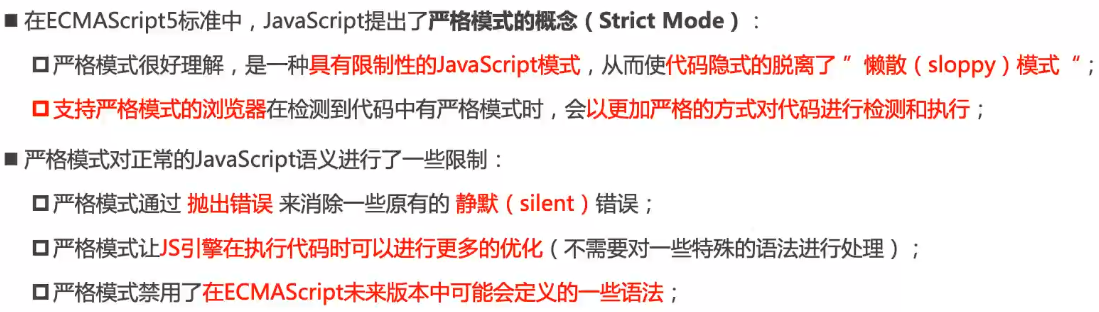 在ECMAScript5标准中，JavaScript提出了严格模式的概念（Strict Mode）：
严格模式很好理解，是一种具有限制性的JavaScript模式，从而使代码隐式的脱离了 ”懒散（sloppy）模式 “；
支持严格模式的浏览器在检测到代码中有严格模式时，会以更加严格的方式对代码进行检测和执行；
严格模式对正常的JavaScript语义进行了一些限制：
严格模式通过 抛出错误 来消除一些原有的 静默（silent）错误；
严格模式让JS引擎在执行代码时可以进行更多的优化（不需要对一些特殊的语法进行处理）；
严格模式禁用了在ECMAScript未来版本中可能会定义的一些语法；